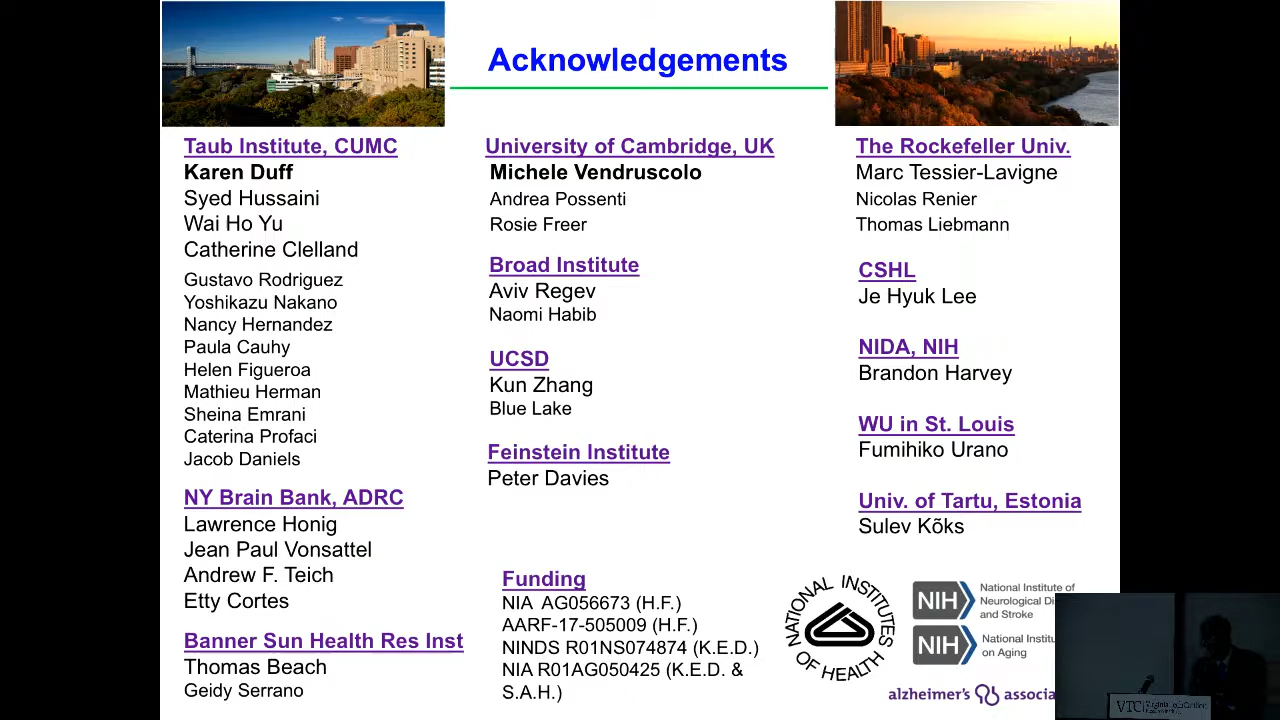 Acknowledgements
Taub Institute, CUMC
Karen Duff
Syed Hussaini
Wai Ho Yu
Catherine Clelland
Gustavo Rodriguez
Yoshikazu Nakano
Nancy Hernandez
Paula Cauhy
Helen Figueroa
Mathieu Herman
Sheina Emrani
Caterina Profaci
Jacob Daniels
NY Brain Bank, ADRC
Lawrence Honig
Jean Paul Vonsattel
Andrew F. Teich
Etty Cortes
Banner Sun Health Res Inst
Thomas Beach
Geidy Serrano
University of Cambridge, UK
Michele Vendruscolo
Andrea Possenti
Rosie Freer
Broad Institute
Aviv Regev
Naomi Habib
UCSD
Kun Zhang
Blue Lake
Feinstein Institute
Peter Davies
Funding
NIA AG056673 (H.F.)
AARF-17-505009 (H.F.)
NINDS R01NS074874 (K.E.D.)
NIA R01AG050425 (K.E.D. &
S.A.H.)
The Rockefeller Univ.
Marc Tessier-Lavigne
Nicolas Renier
Thomas Liebmann
CSHL
Je Hyuk Lee
NIDA, NIH
Brandon Harvey
WU in St. Louis
Fumihiko Urano
Univ. of Tartu, Estonia
Sulev Kõks
NATIONAL INSTITUTES OF HEALTH
NIH
National Institute of
Neurological Di
and Stroke
NIH
National Institu
on Aging
alzheimer's associa
VTC